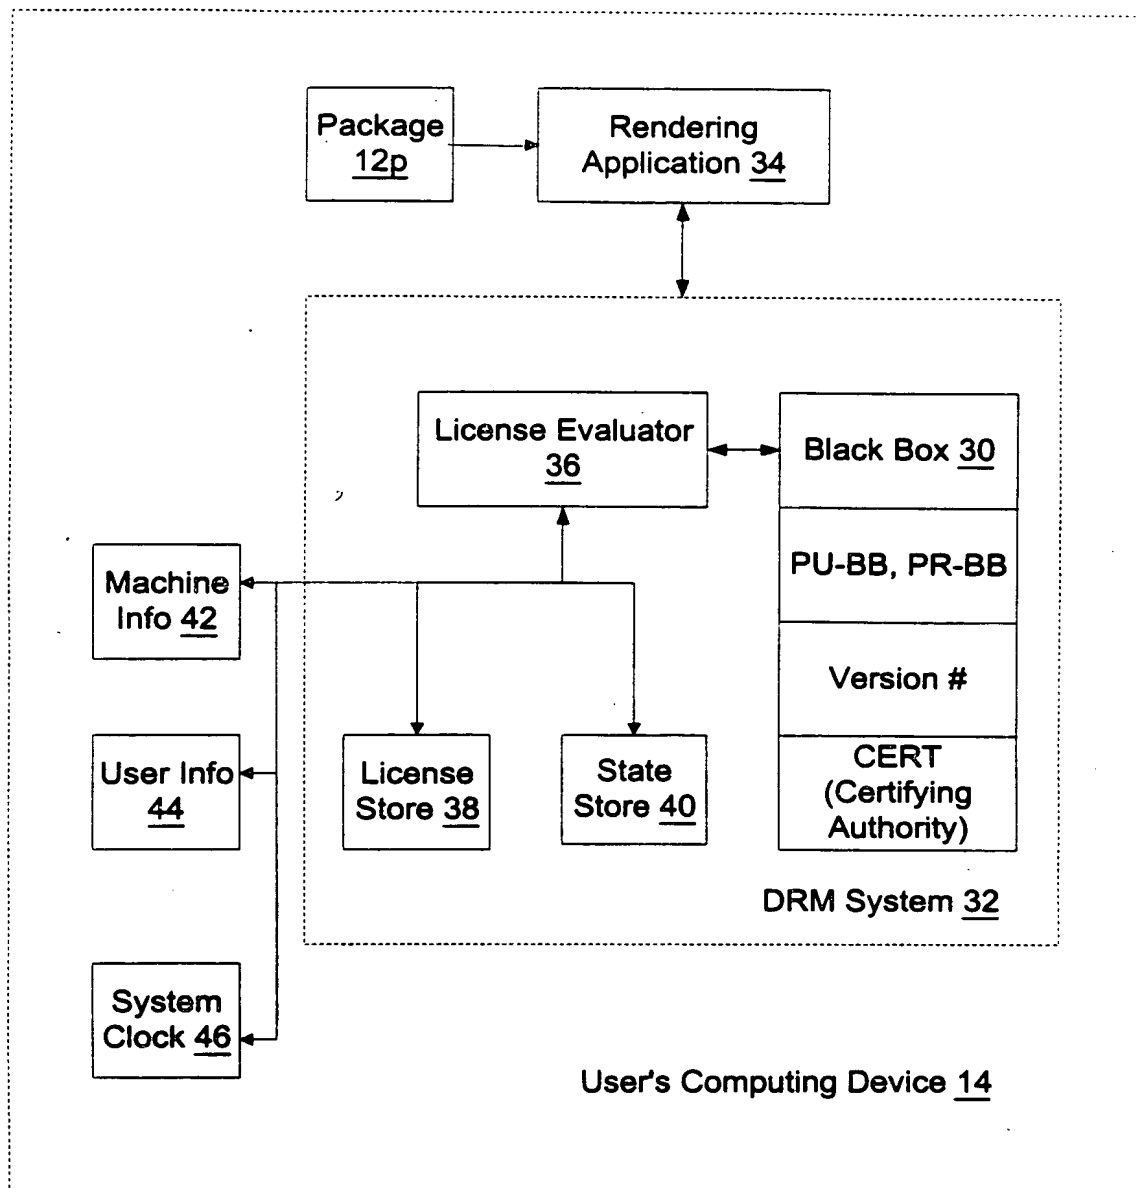 Package
12p
Rendering
Application 34
License Evaluator
36
Black Box 30
PU-BB, PR-BB
Version #
CERT
(Certifying
Authority)
Machine
Info 42
User Info
44
License
Store 38
State
Store 40
DRM System 32
System
Clock 46
User's Computing Device 14